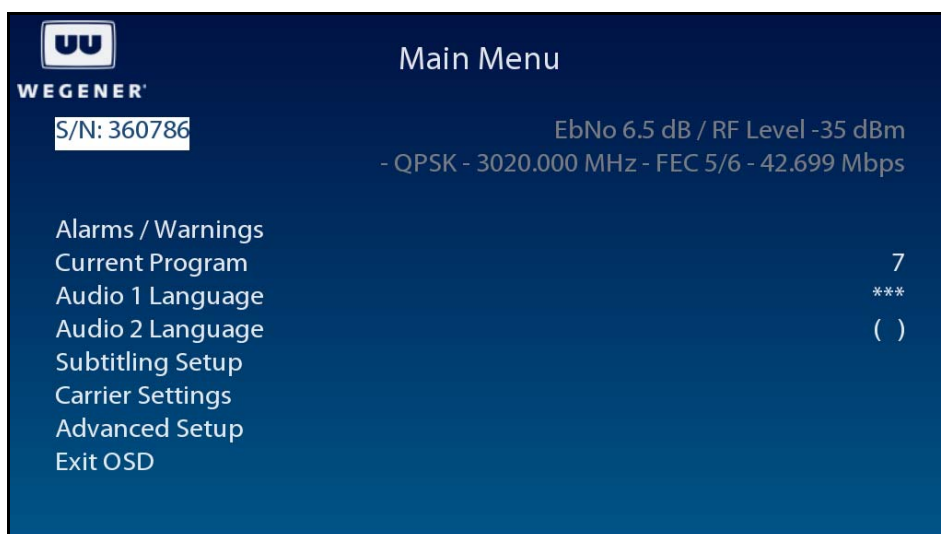 UU
WEGENER
Main Menu
S/N: 360786
EbNo 6.5 dB / RF Level -35 dBm
- QPSK - 3020.000 MHz - FEC 5/6 - 42.699 Mbps
Alarms / Warnings
Current Program 7
Audio 1 Language ***
Audio 2 Language ( )
Subtitling Setup
Carrier Settings
Advanced Setup
Exit OSD